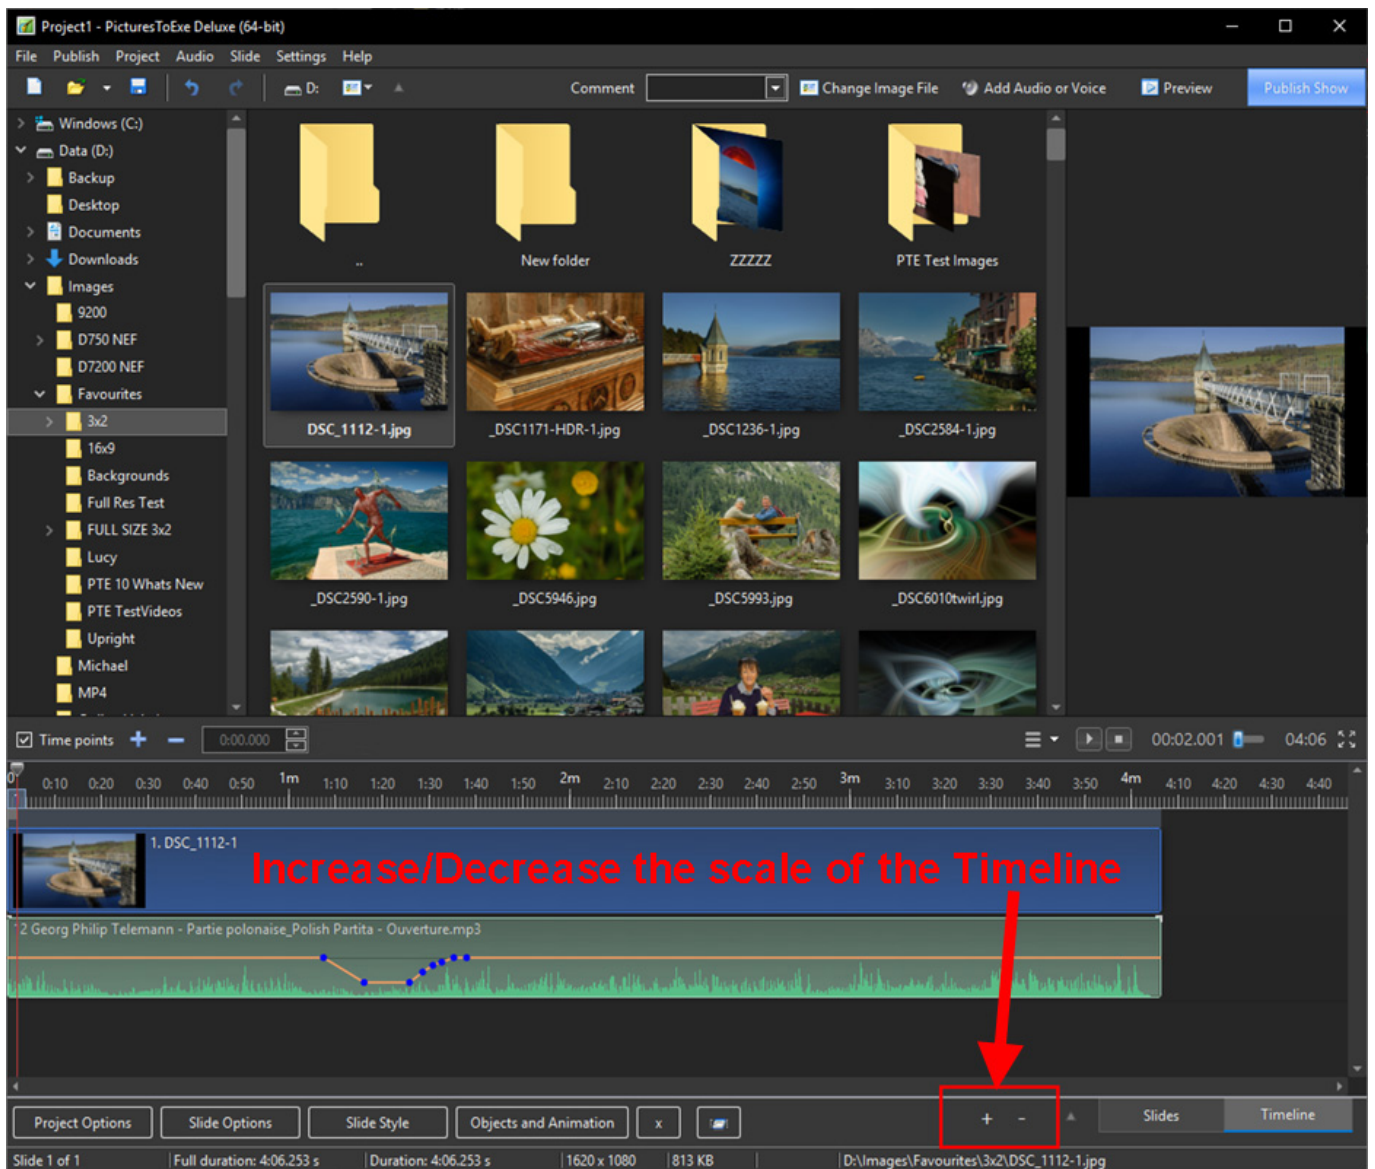 Project1 - PicturesToExe Deluxe (64-bit)
File Publish Project Audio Slide Settings Help
D: Comment Change Image File Add Audio or Voice Preview Publish Show
Windows (C:)
Data (D:)
Backup
Desktop
Documents
Downloads
Images
9200
D750 NEF
D7200 NEF
Favourites
3x2
16x9
Backgrounds
Full Res Test
FULL SIZE 3x2
Lucy
PTE 10 Whats New
PTE TestVideos
Upright
Michael
MP4
.. New folder ZZZZZ PTE Test Images
DSC_1112-1.jpg _DSC1171-HDR-1.jpg _DSC1236-1.jpg _DSC2584-1.jpg
_DSC2590-1.jpg _DSC5946.jpg _DSC5993.jpg _DSC6010twirl.jpg
Time points + - 0:00.000 00:02.001 04:06
0 0:10 0:20 0:30 0:40 0:50 1m 1:10 1:20 1:30 1:40 1:50 2m 2:10 2:20 2:30 2:40 2:50 3m 3:10 3:20 3:30 3:40 3:50 4m 4:10 4:20 4:30 4:40
1
1. DSC_1112-1
Increase/Decrease the scale of the Timeline
12 Georg Philip Telemann - Partie polonaise_Polish Partita - Ouverture.mp3
Project Options Slide Options Slide Style Objects and Animation x + - Slides Timeline
Slide 1 of 1 Full duration: 4:06.253 s Duration: 4:06.253 s 1620 x 1080 813 KB D:\Images\Favourites\3x2\DSC_1112-1.jpg